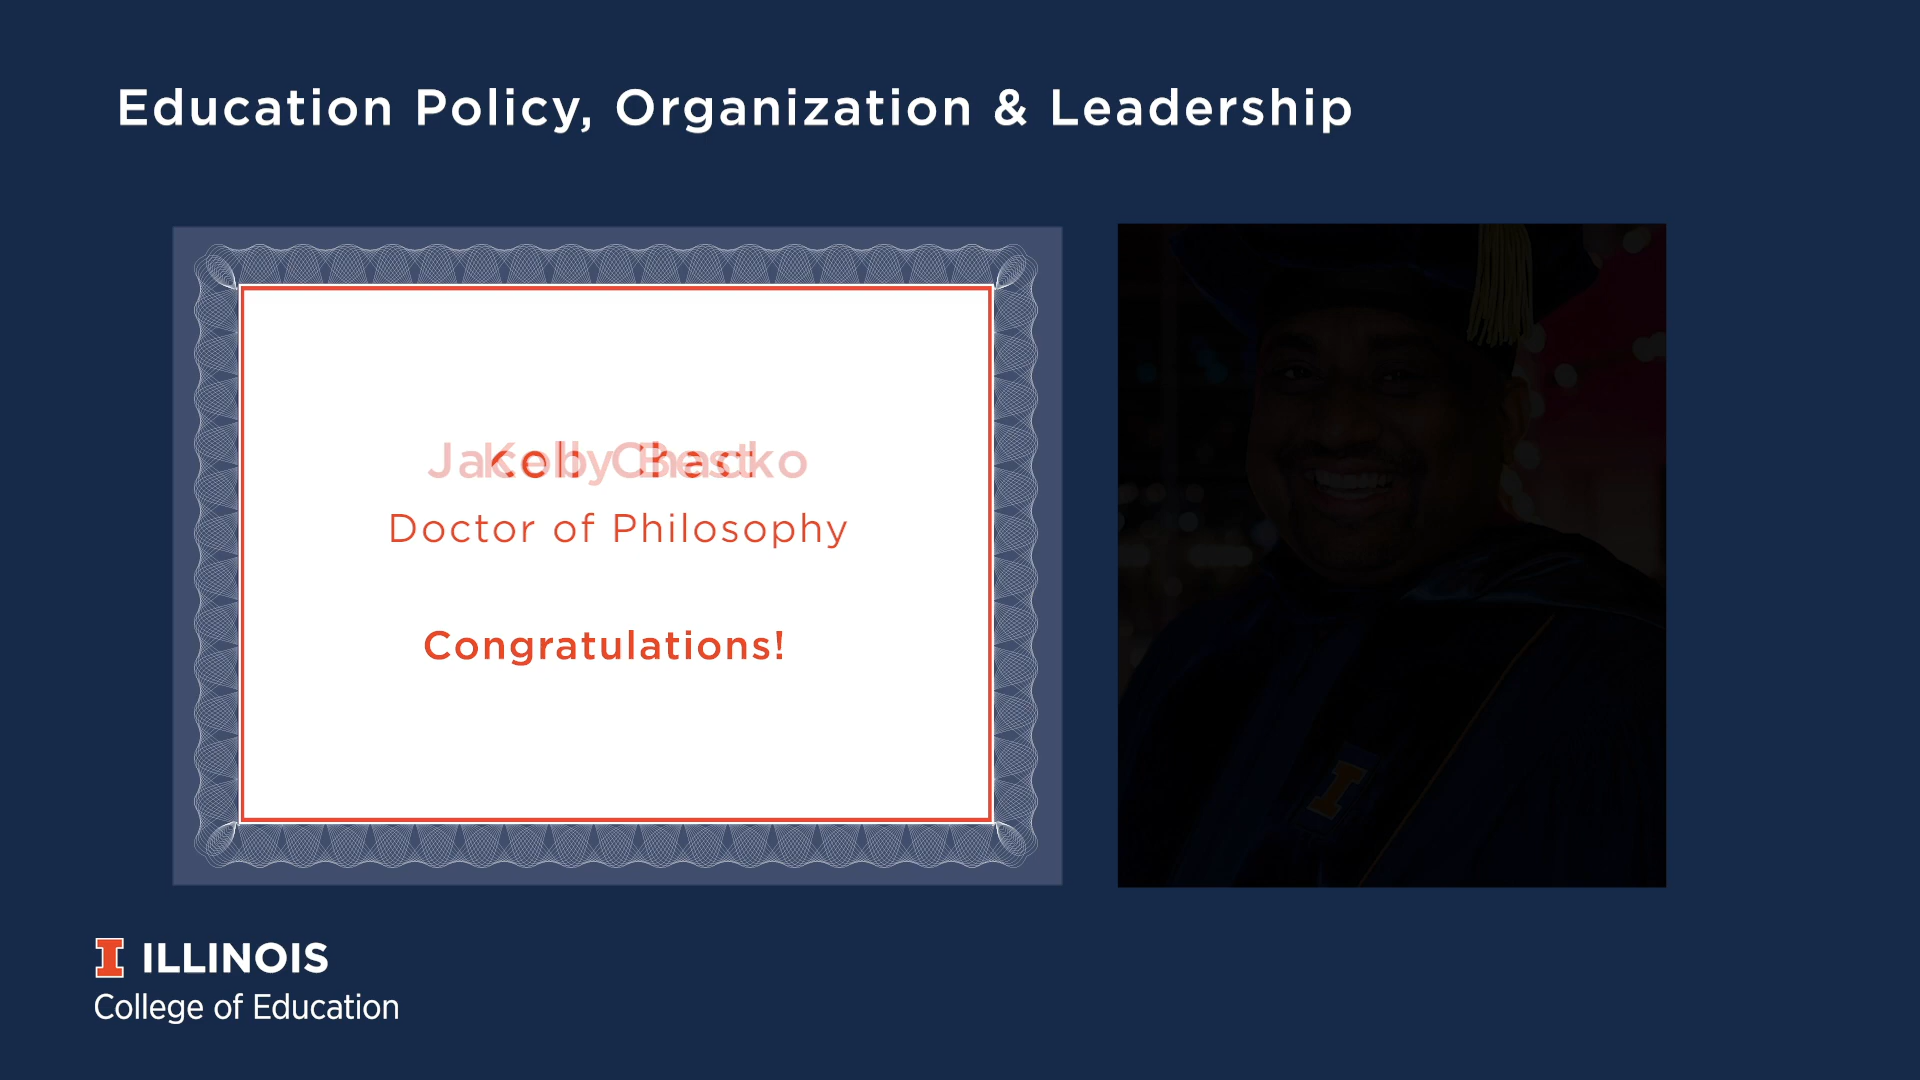 Education Policy, Organization & Leadership
Doctor of Philosophy
Congratulations!
I ILLINOIS
College of Education